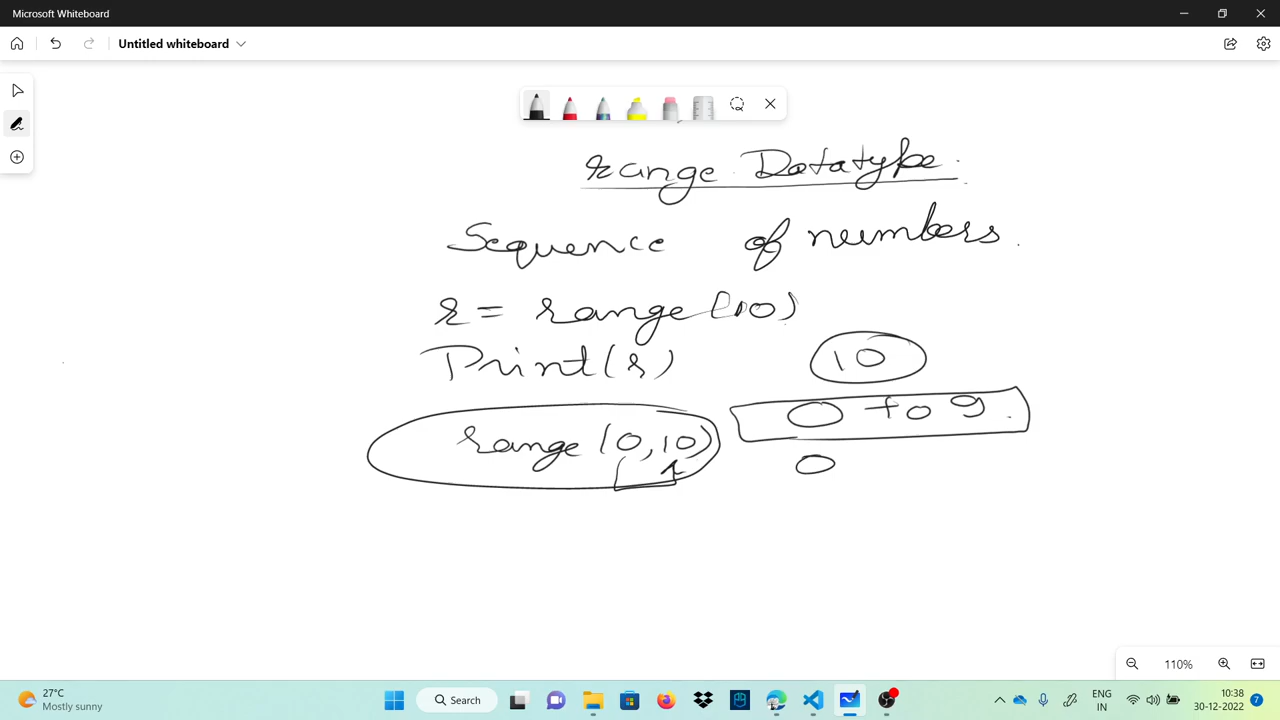 Microsoft Whiteboard
Untitled whiteboard
range Datatype.
Sequence of numbers.
r = range(10)
Print(r)
10
range (0,10)
0 to 9.
0
110%
27°C
Mostly sunny
Search
ENG
IN
10:38
30-12-2022
7